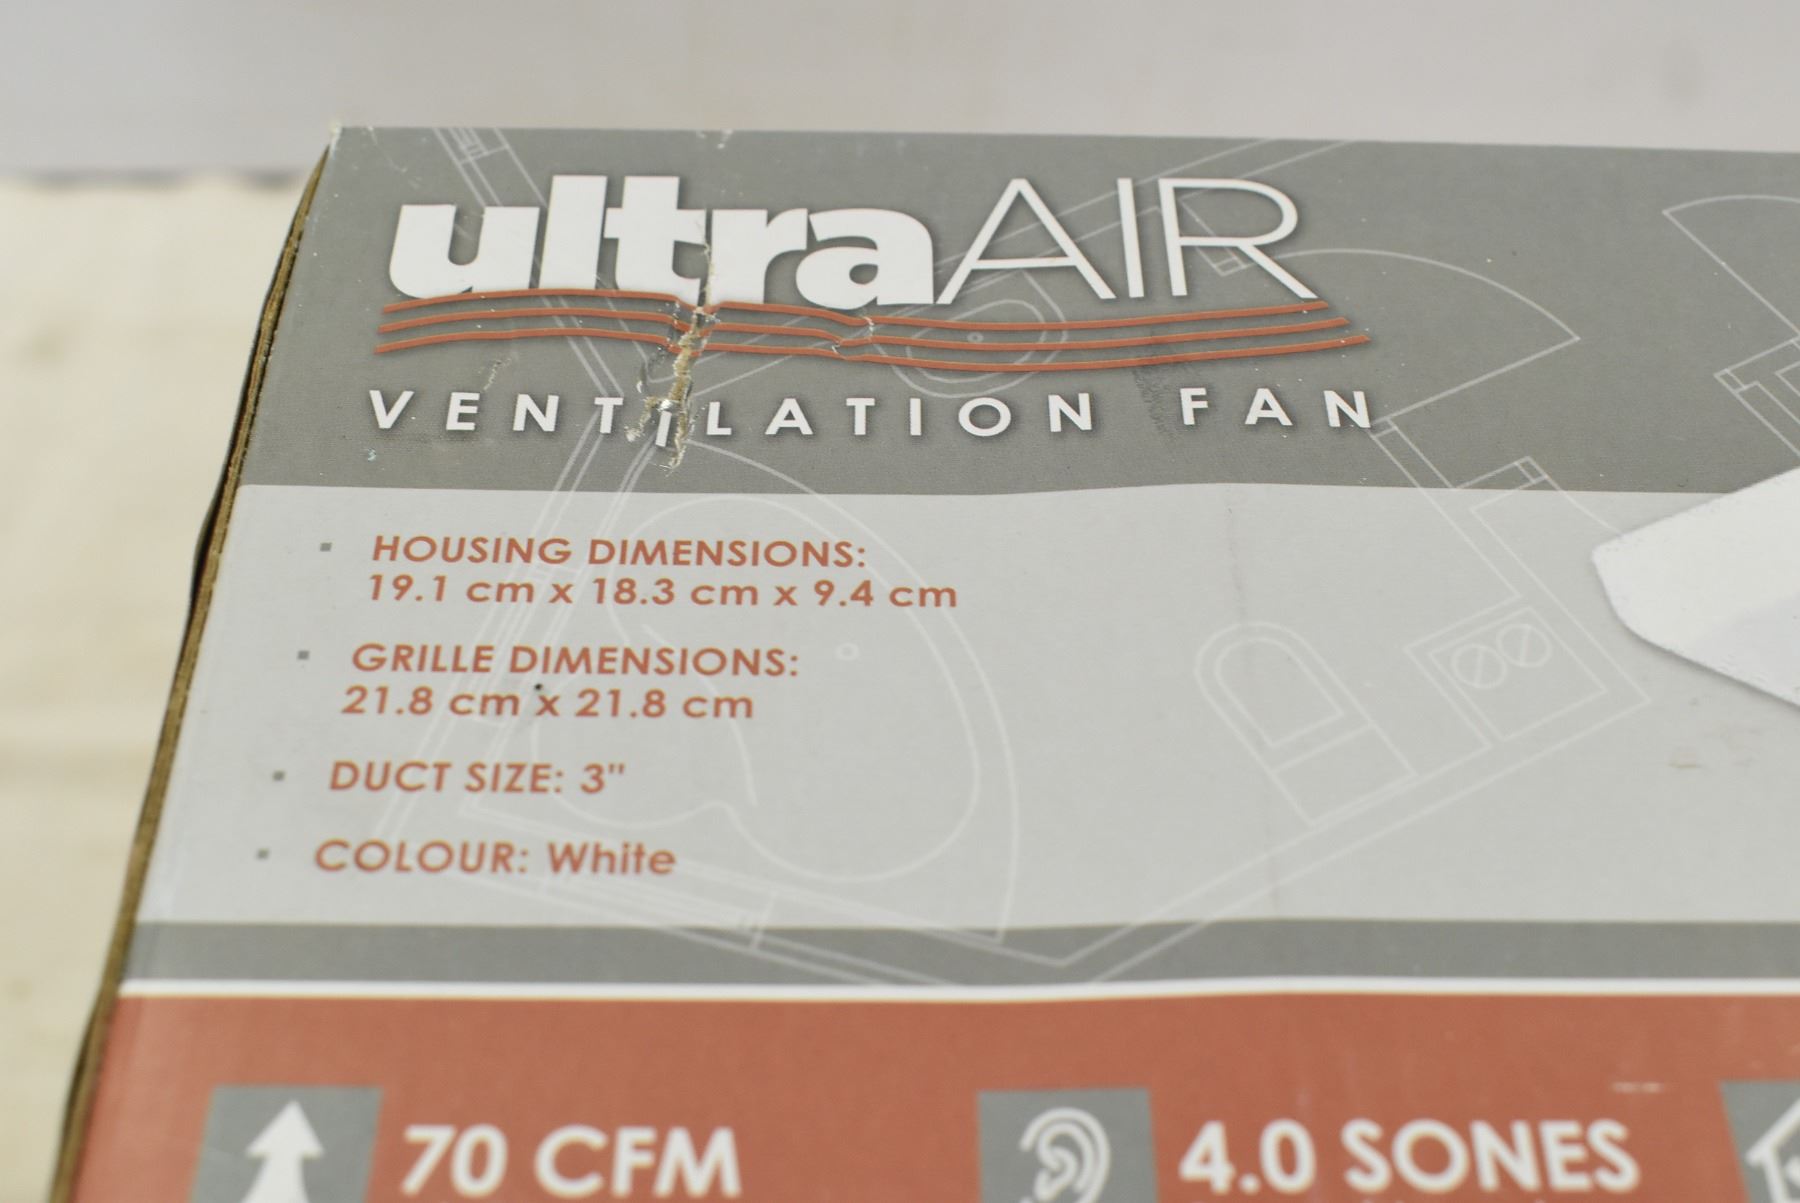 ultraAIR
VENTILATION FAN
HOUSING DIMENSIONS:
19.1 cm x 18.3 cm x 9.4 cm
GRILLE DIMENSIONS:
21.8 cm x 21.8 cm
DUCT SIZE: 3"
COLOUR: White
70 CFM
4.0 SONES